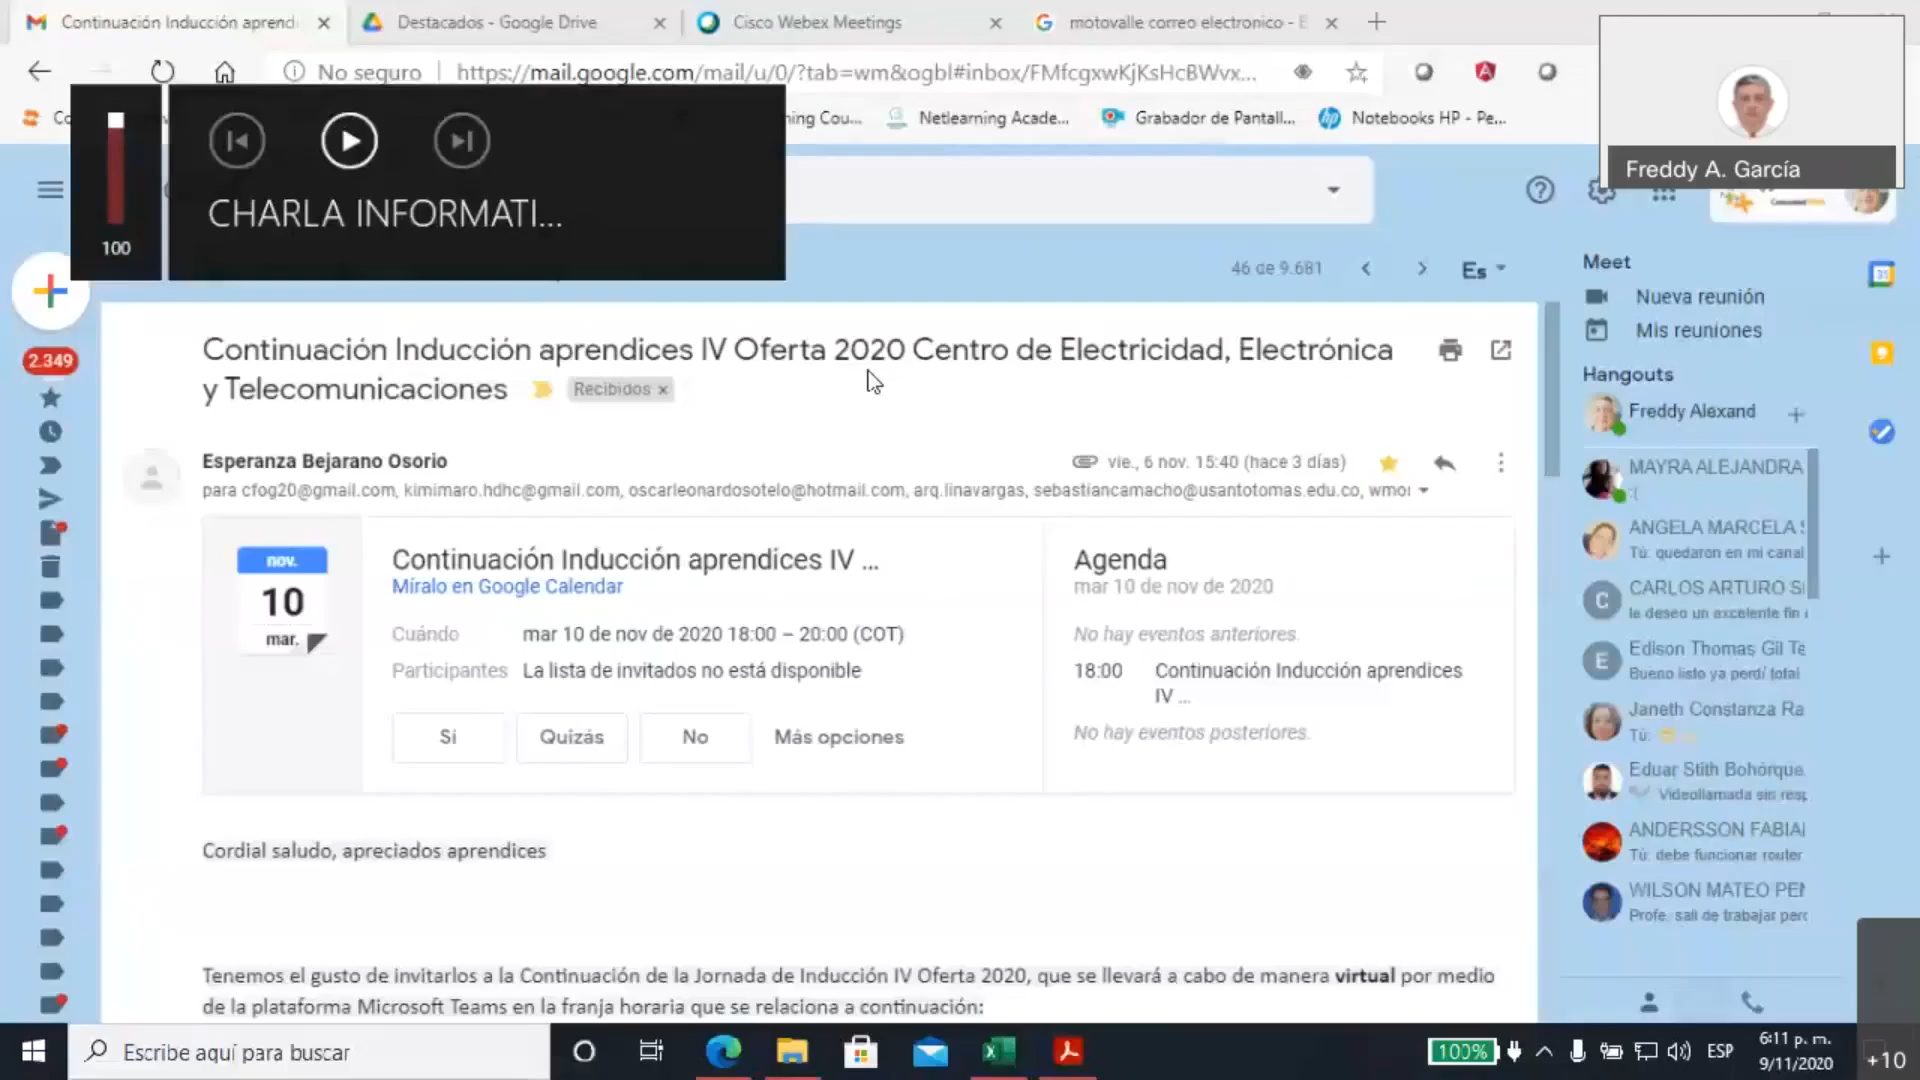 Continuación Inducción aprendi
Destacados - Google Drive
Cisco Webex Meetings
motovalle correo electronico - E
No seguro
https://mail.google.com/mail/u/0/?tab=wm&ogbl#inbox/FMfcgxwKjKsHcBWvx...
ning Cou...
Netlearning Acade...
Grabador de Pantall...
Notebooks HP - Pe...
Freddy A. García
100
CHARLA INFORMATI...
46 de 9.681
Es
2.349
Continuación Inducción aprendices IV Oferta 2020 Centro de Electricidad, Electrónica
y Telecomunicaciones
Recibidos x
Esperanza Bejarano Osorio
vie., 6 nov. 15:40 (hace 3 días)
para cfog20@gmail.com, kimimaro.hdhc@gmail.com, oscarleonardosotelo@hotmail.com, arq.linavargas, sebastiancamacho@usantotomas.edu.co, wmor
nov.
10
mar.
Continuación Inducción aprendices IV ...
Míralo en Google Calendar
Cuándo mar 10 de nov de 2020 18:00 – 20:00 (COT)
Participantes La lista de invitados no está disponible
Sí Quizás No Más opciones
Agenda
mar 10 de nov de 2020
No hay eventos anteriores.
18:00 Continuación Inducción aprendices
IV ...
No hay eventos posteriores.
Cordial saludo, apreciados aprendices
Tenemos el gusto de invitarlos a la Continuación de la Jornada de Inducción IV Oferta 2020, que se llevará a cabo de manera virtual por medio
de la plataforma Microsoft Teams en la franja horaria que se relaciona a continuación:
Meet
Nueva reunión
Mis reuniones
Hangouts
Freddy Alexand
MAYRA ALEJANDRA
:(
ANGELA MARCELA
Tú: quedaron en mi canal
C
CARLOS ARTURO
le deseo un excelente fin
E
Edison Thomas Gil Te
Bueno listo ya perdí total
Janeth Constanza Ra
Tú:
Eduar Stith Bohórque
Videollamada sin resp
ANDERSSON FABIAI
Tú: debe funcionar router
WILSON MATEO
Profe. salí de trabajar perd
Escribe aquí para buscar
100%
ESP
6:11 p. m.
9/11/2020
+10